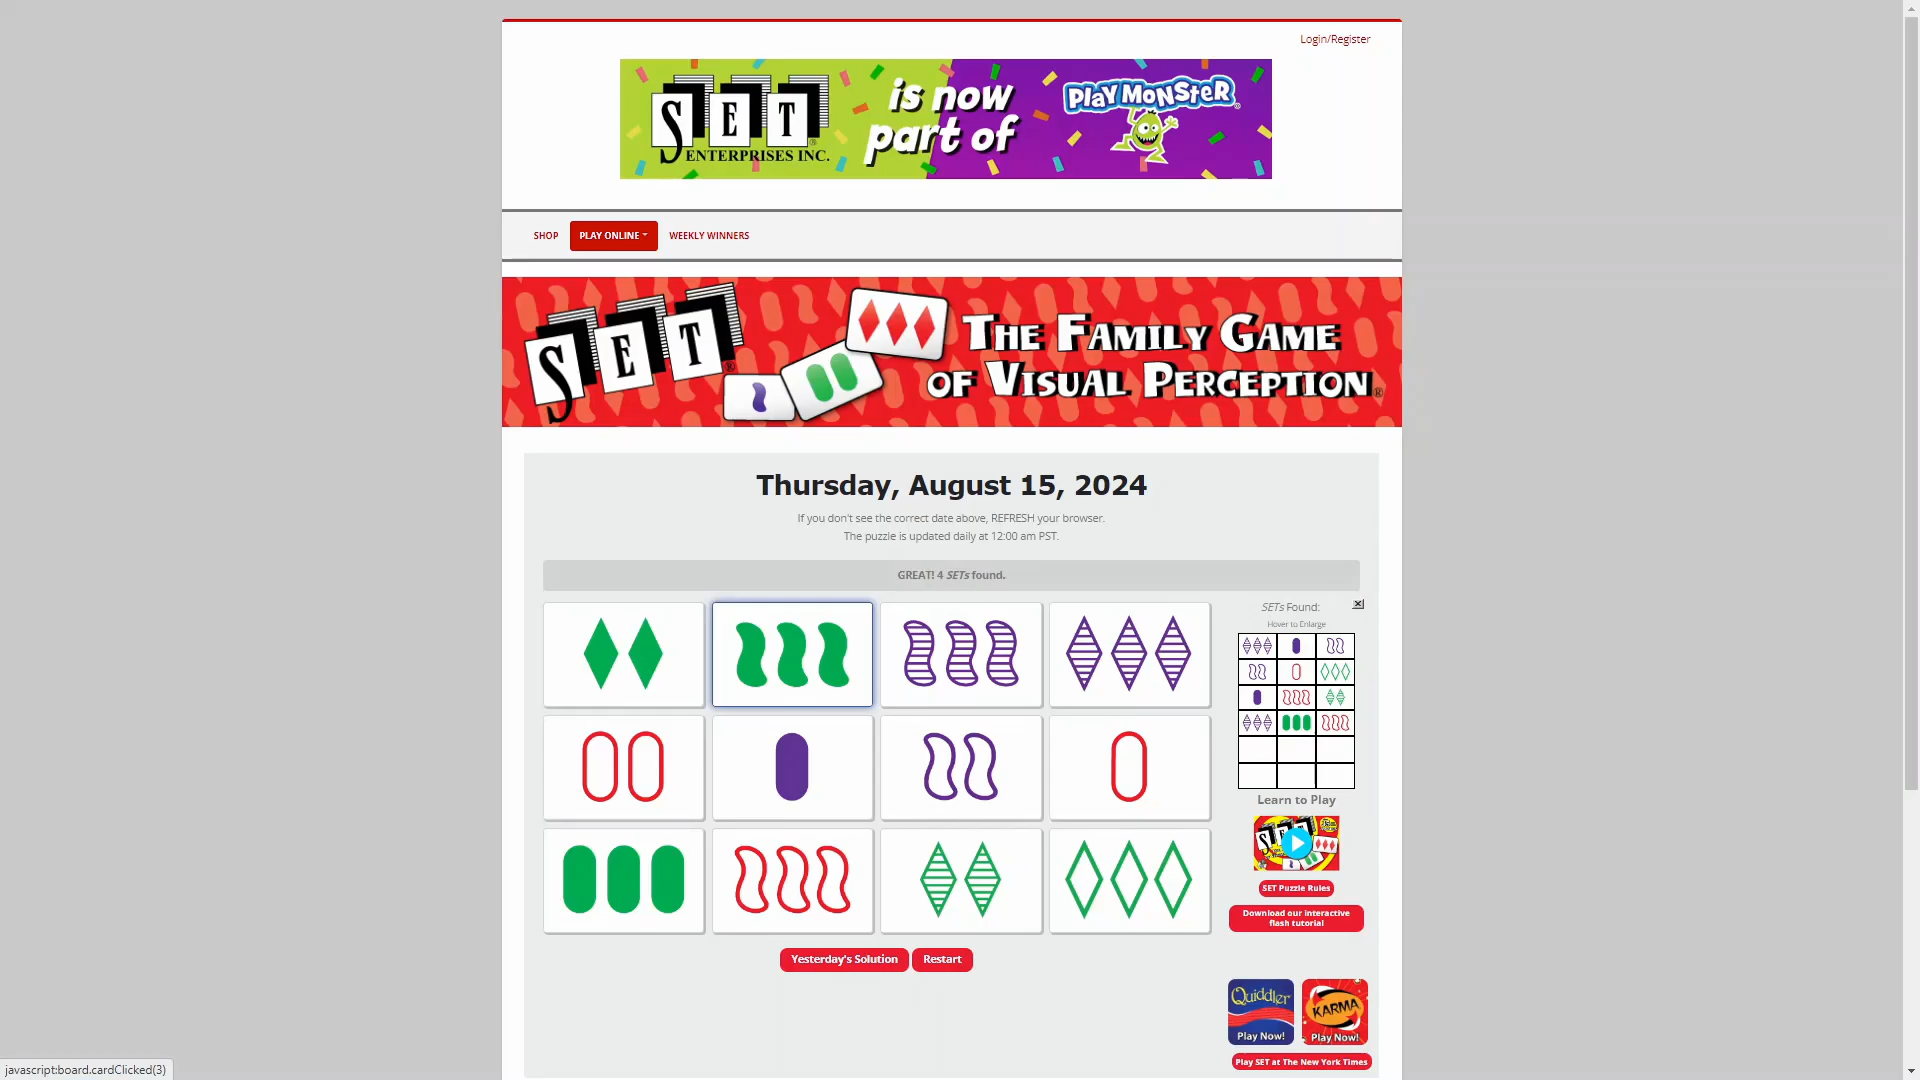 Login/Register
SET
ENTERPRISES INC.
is now
part of
PLAY MONSTER
SHOP
PLAY ONLINE
WEEKLY WINNERS
SET
THE FAMILY GAME
OF VISUAL PERCEPTION®
Thursday, August 15, 2024
If you don't see the correct date above, REFRESH your browser.
The puzzle is updated daily at 12:00 am PST.
GREAT! 4 SETs found.
SETs Found:
Hover to Enlarge
Learn to Play
SET
SET Puzzle Rules
Download our interactive
flash tutorial
Yesterday's Solution
Restart
Quiddler
Play Now!
KARMA
Play Now!
Play SET at The New York Times
javascript:board.cardClicked(3)